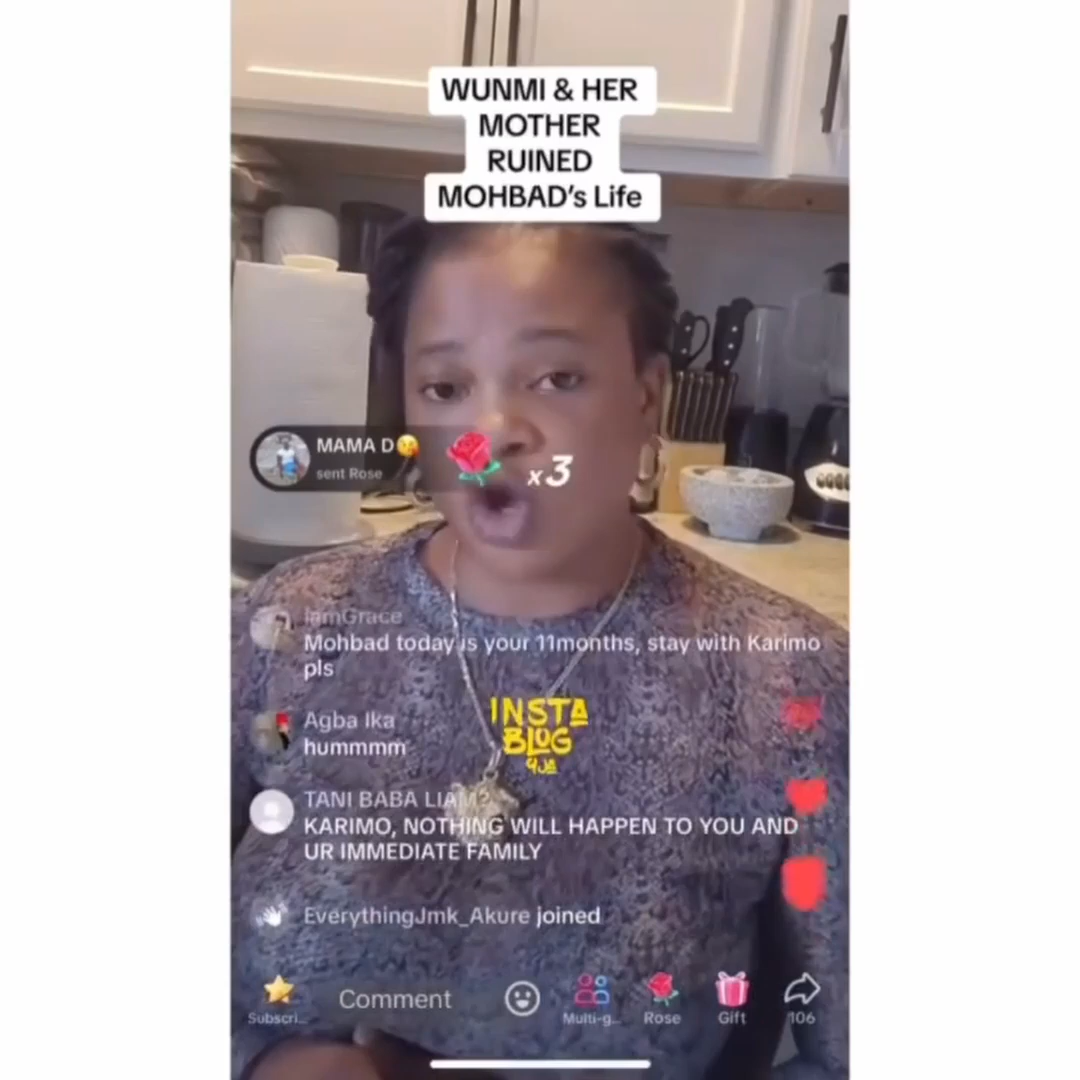 WUNMI & HER
MOTHER
RUINED
MOHBAD's Life
MAMA D😘
sent Rose
x3
IamGrace
Mohbad today is your 11months, stay with Karimo
pls
INSTA
BLOG
9JA
Agba Ika
hummmm
TANI BABA LIAM?
KARIMO, NOTHING WILL HAPPEN TO YOU AND
UR IMMEDIATE FAMILY
EverythingJmk_Akure joined
Subscri...
Comment
Multi-g...
Rose
Gift
106